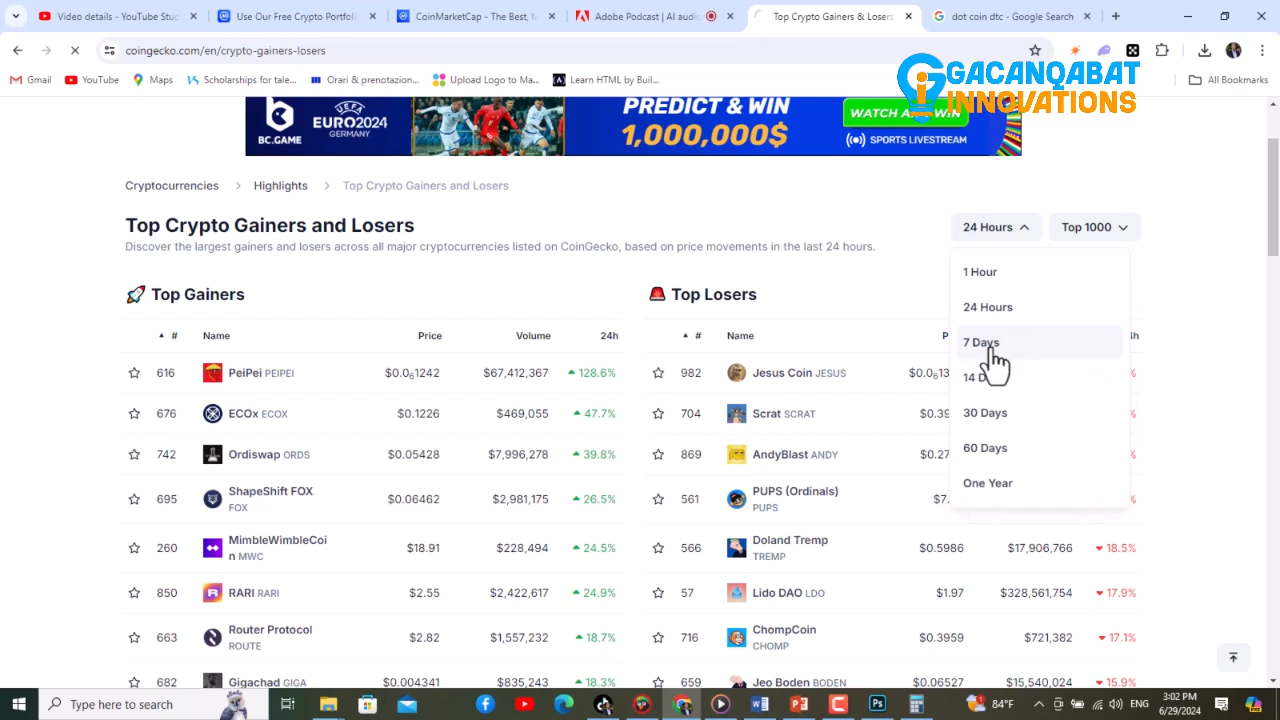 Video details - YouTube Stu
Use Our Crypto Portfolio
CoinMarketCap - The Best, M
Adobe Podcast | AI audi
Top Crypto Gainers & Losers
dot coin dtc - Google Search
coingecko.com/en/crypto-gainers-losers
Gmail
YouTube
Maps
Scholarships for tale...
Orari & prenotazion...
Upload Logo to Ma...
Learn HTML by Buil...
All Bookmarks
GACANQABAT
INNOVATIONS
BC.GAME
UEFA
EURO2024
GERMANY
PREDICT & WIN
1,000,000$
SPORTS LIVESTREAM
Cryptocurrencies > Highlights > Top Crypto Gainers and Losers
Top Crypto Gainers and Losers
24 Hours
Top 1000
Discover the largest gainers and losers across all major cryptocurrencies listed on CoinGecko, based on price movements in the last 24 hours.
1 Hour
24 Hours
7 Days
14 D
30 Days
60 Days
One Year
Top Gainers
# Name Price Volume 24h
616 PeiPei PEIPEI $0.0₆1242 $67,412,367 128.6%
676 ECOx ECOX $0.1226 $469,055 47.7%
742 Ordiswap ORDS $0.05428 $7,996,278 39.8%
695 ShapeShift FOX FOX $0.06462 $2,981,175 26.5%
260 MimbleWimbleCoi
n MWC $18.91 $228,494 24.5%
850 RARI RARI $2.55 $2,422,617 24.9%
663 Router Protocol ROUTE $2.82 $1,557,232 18.7%
682 Gigachad GIGA $0.004341 $835,243 18.3%
Top Losers
# Name P h
982 Jesus Coin JESUS $0.0₆13 %
704 Scrat SCRAT $0.39 %
869 AndyBlast ANDY $0.27 %
561 PUPS (Ordinals) PUPS $7. %
566 Doland Tremp TREMP $0.5986 $17,906,766 18.5%
57 Lido DAO LDO $1.97 $328,561,754 17.9%
716 ChompCoin CHOMP $0.3959 $721,382 17.1%
659 Jeo Boden BODEN $0.06527 $15,540,024 15.9%
Type here to search
84°F
ENG
3:02 PM
6/29/2024